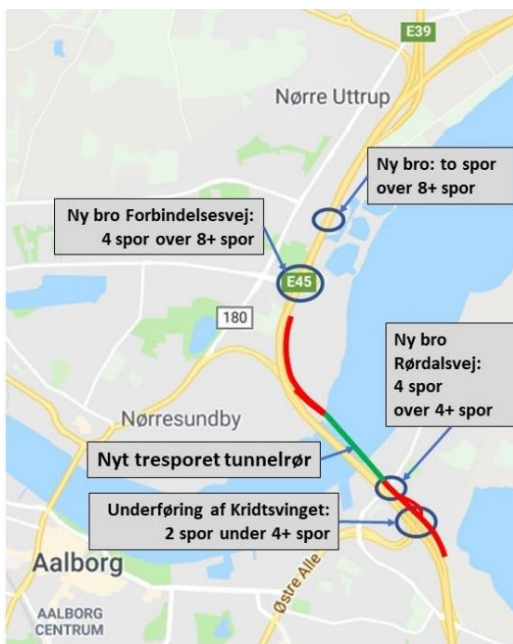 E39
Nørre Uttrup
Ny bro: to spor
over 8+ spor
Ny bro Forbindelsesvej:
4 spor over 8+ spor
E45
180
Ny bro
Rørdalsvej:
4 spor
over 4+ spor
Nørresundby
Nyt tresporet tunnelrør
Underføring af Kridtsvinget:
2 spor under 4+ spor
Aalborg
Østre Alle
AALBORG
CENTRUM